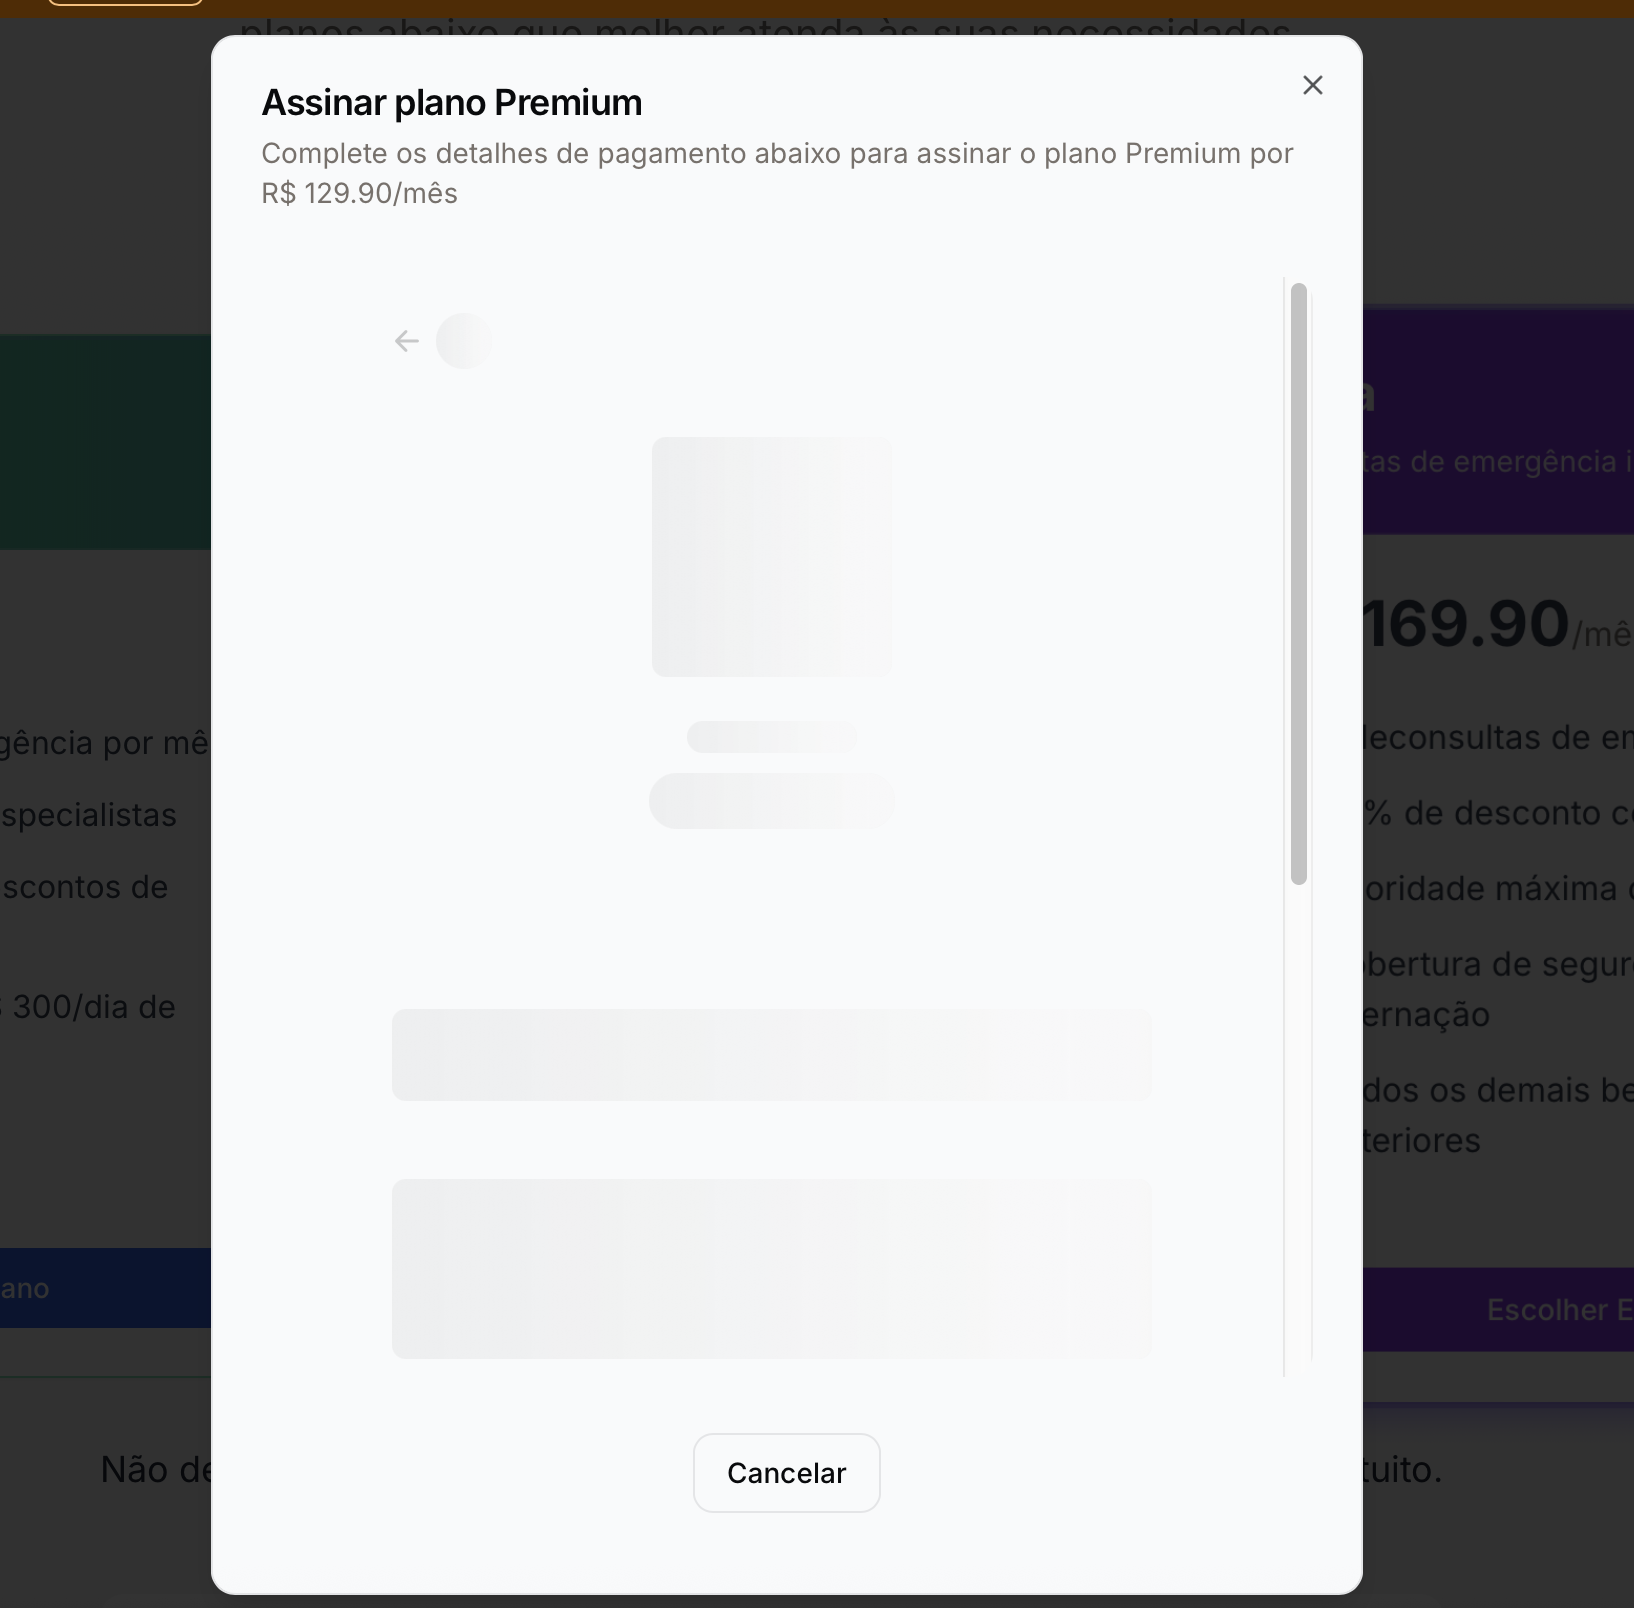 planos abaixo que melhor atenda às suas necessidades
Assinar plano Premium
Complete os detalhes de pagamento abaixo para assinar o plano Premium por
R$ 129.90/mês
tas de emergência
169.90/mê
gência por mê
specialistas
scontos de
300/dia de
ano
deconsultas de
% de desconto
oridade máxima
bertura de segur
ernação
dos os demais be
teriores
Escolher E
Não de
tuito.
Cancelar